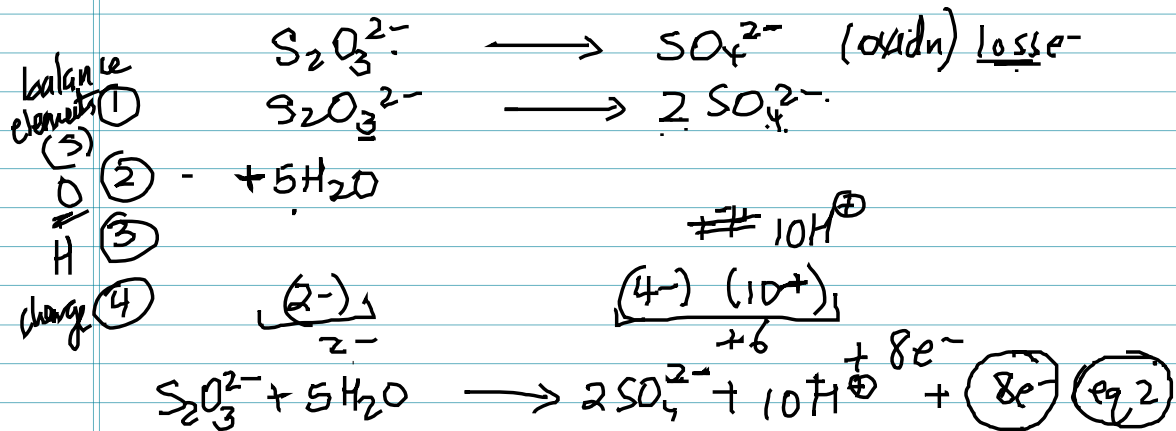 S₂O₃²⁻ ⟶ SO₄²⁻ (oxidn) loss e⁻
balance elements (S) ① S₂O₃²⁻ ⟶ 2 SO₄²⁻
O ② - + 5H₂O
H ③ 10H⁺
charge ④ (2-) (4-) (10+)
2- +6 + 8e⁻
S₂O₃²⁻ + 5H₂O ⟶ 2SO₄²⁻ + 10H⁺ + 8e⁻ eq 2